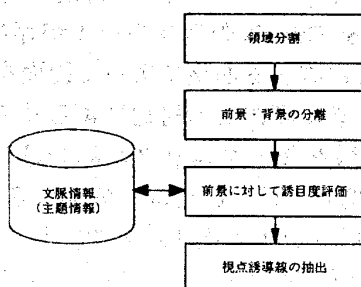 領域分割
前景・背景の分離
文脈情報
(主題情報)
前景に対して誘目度評価
視点誘導線の抽出